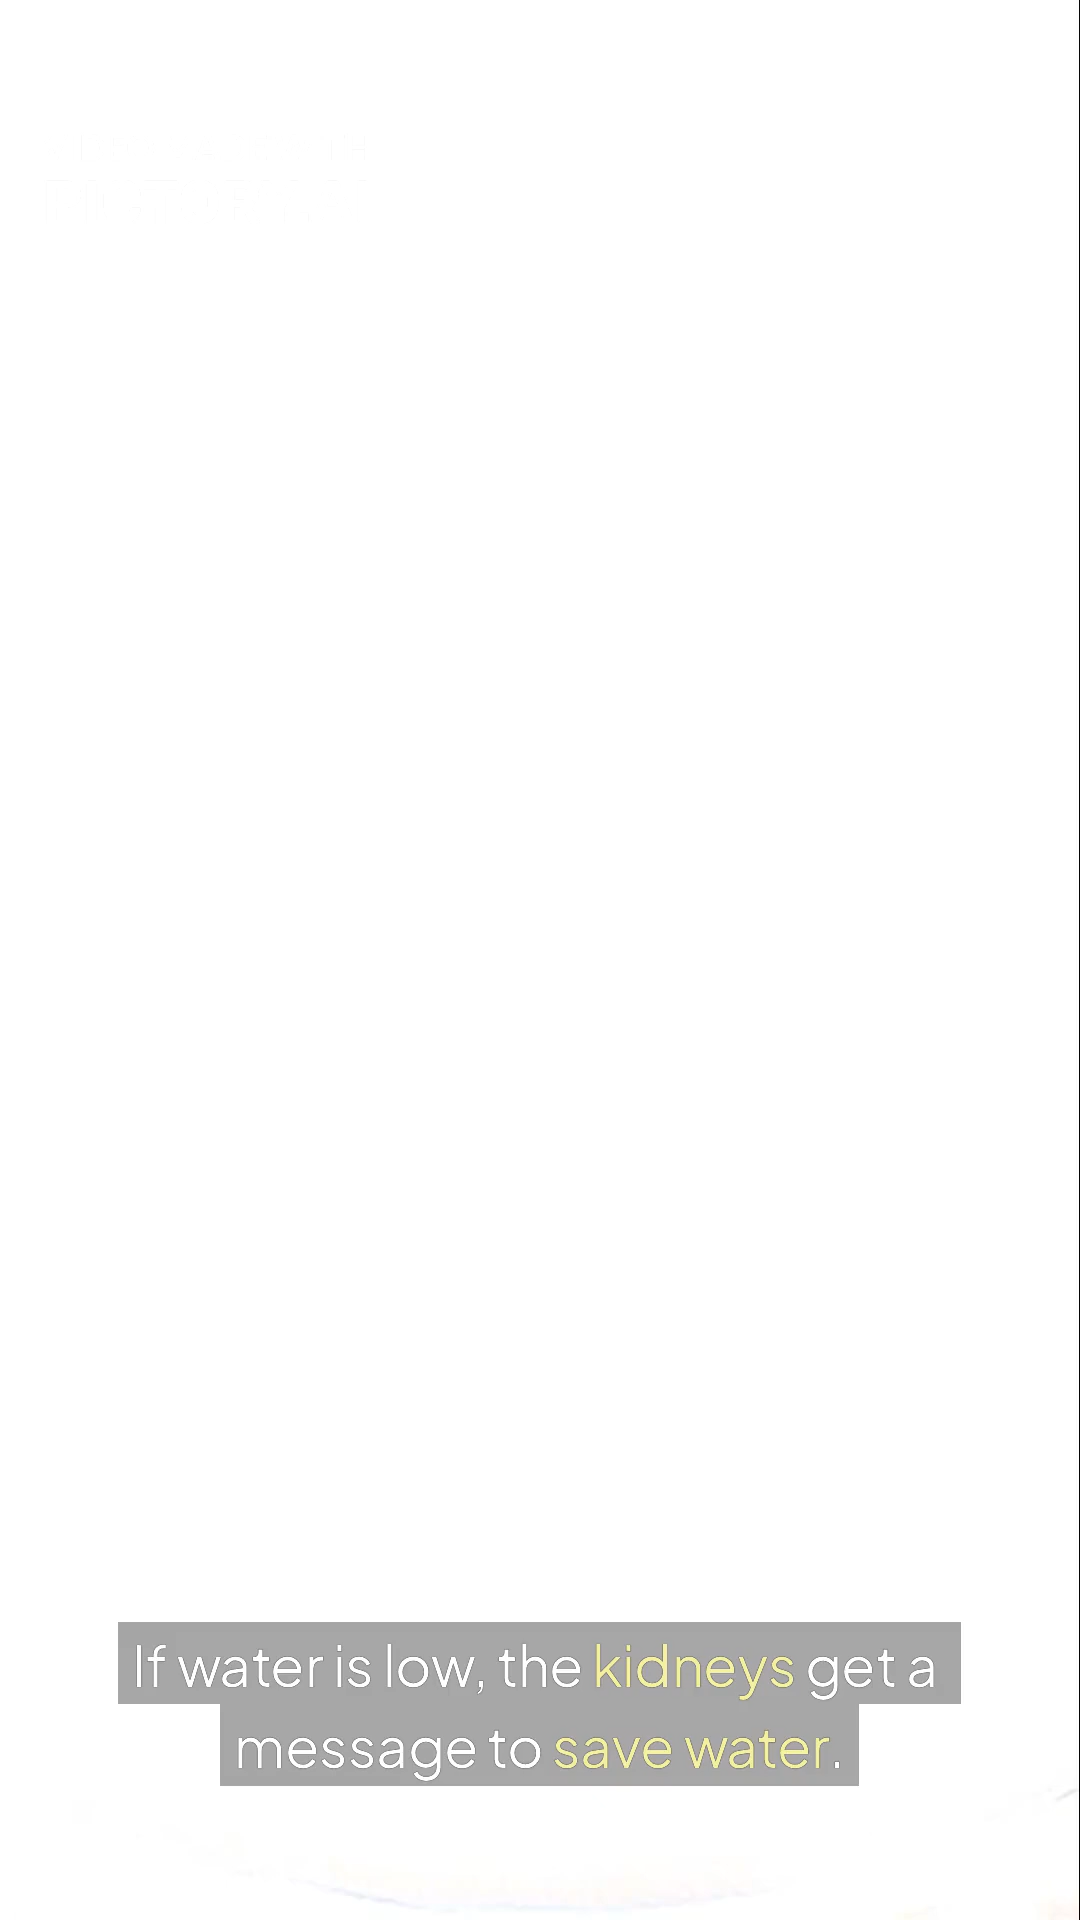 If water is low, the kidneys get a
message to save water.